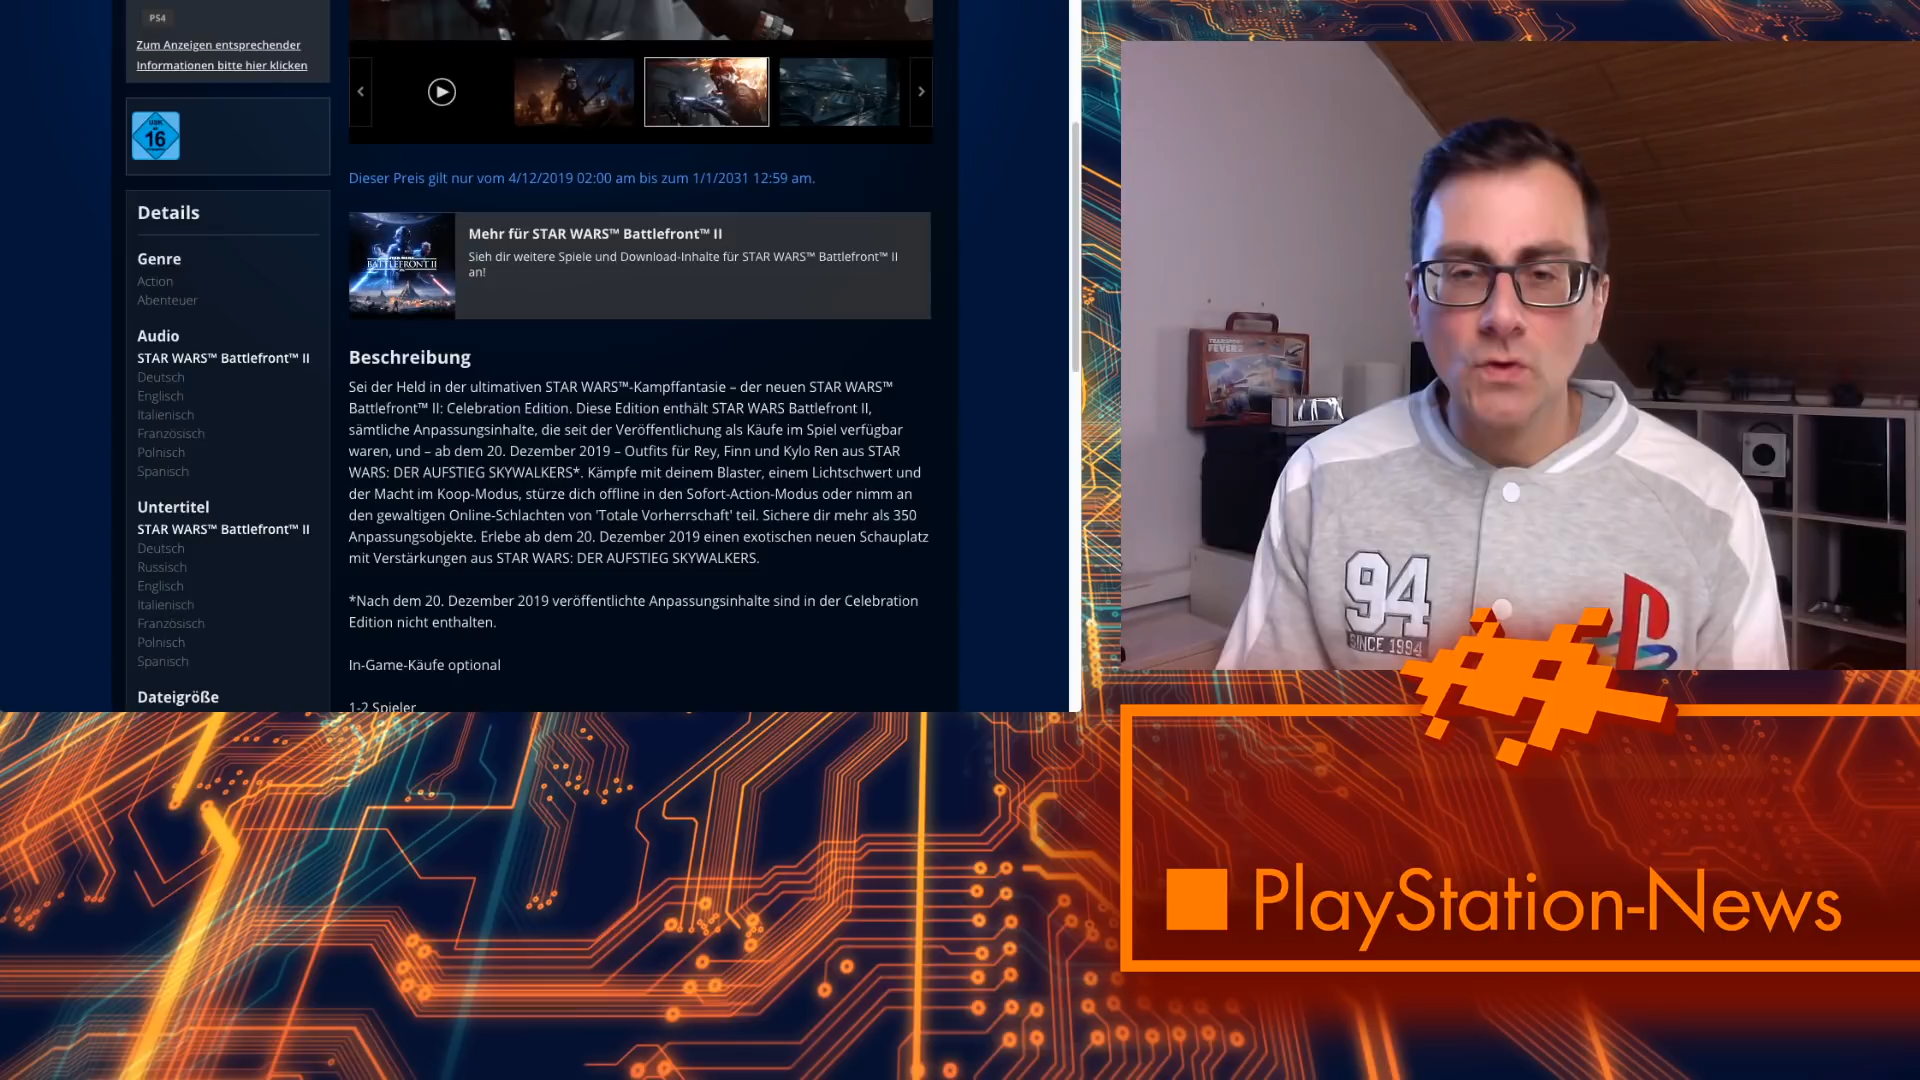 PS4
Zum Anzeigen entsprechender
Informationen bitte hier klicken
USK
16
Details
Genre
Action
Abenteuer
Audio
STAR WARS™ Battlefront™ II
Deutsch
Englisch
Italienisch
Französisch
Polnisch
Spanisch
Untertitel
STAR WARS™ Battlefront™ II
Deutsch
Russisch
Englisch
Italienisch
Französisch
Polnisch
Spanisch
Dateigröße
Dieser Preis gilt nur vom 4/12/2019 02:00 am bis zum 1/1/2031 12:59 am.
BATTLEFRONT II
Mehr für STAR WARS™ Battlefront™ II
Sieh dir weitere Spiele und Download-Inhalte für STAR WARS™ Battlefront™ II
an!
Beschreibung
Sei der Held in der ultimativen STAR WARS™-Kampffantasie – der neuen STAR WARS™
Battlefront™ II: Celebration Edition. Diese Edition enthält STAR WARS Battlefront II,
sämtliche Anpassungsinhalte, die seit der Veröffentlichung als Käufe im Spiel verfügbar
waren, und – ab dem 20. Dezember 2019 – Outfits für Rey, Finn und Kylo Ren aus STAR
WARS: DER AUFSTIEG SKYWALKERS*. Kämpfe mit deinem Blaster, einem Lichtschwert und
der Macht im Koop-Modus, stürze dich offline in den Sofort-Action-Modus oder nimm an
den gewaltigen Online-Schlachten von 'Totale Vorherrschaft' teil. Sichere dir mehr als 350
Anpassungsobjekte. Erlebe ab dem 20. Dezember 2019 einen exotischen neuen Schauplatz
mit Verstärkungen aus STAR WARS: DER AUFSTIEG SKYWALKERS.
*Nach dem 20. Dezember 2019 veröffentlichte Anpassungsinhalte sind in der Celebration
Edition nicht enthalten.
In-Game-Käufe optional
1-2 Spieler
TRANSPORT
FEVER 2
94
SINCE 1994
PlayStation-News